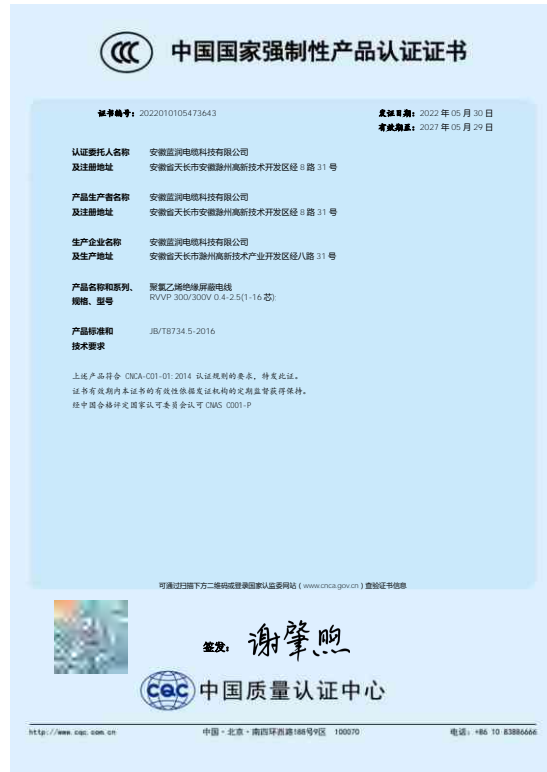 CCC 中国国家强制性产品认证证书
证书编号：2022010105473643
发证日期：2022 年 05 月 30 日
有效期至：2027 年 05 月 29 日
认证委托人名称 安徽蓝润电缆科技有限公司
及注册地址 安徽省天长市安徽滁州高新技术开发区经 8 路 31 号
产品生产者名称 安徽蓝润电缆科技有限公司
及注册地址 安徽省天长市安徽滁州高新技术开发区经 8 路 31 号
生产企业名称 安徽蓝润电缆科技有限公司
及生产地址 安徽省天长市滁州高新技术产业开发区经八路 31 号
产品名称和系列、 聚氯乙烯绝缘屏蔽电线
规格、型号 RVVP 300/300V 0.4-2.5(1-16 芯):
产品标准和 JB/T8734.5-2016
技术要求
上述产品符合 CNCA-C01-01:2014 认证规则的要求，特发此证。
证书有效期内本证书的有效性依据发证机构的定期监督获得保持。
经中国合格评定国家认可委员会认可 CNAS C001-P
可通过扫描下方二维码或登录国家认监委网站（www.cnca.gov.cn）查验证书信息
签发：谢肇煦
CQC 中国质量认证中心
http://www.cqc.com.cn 中国·北京·南四环西路188号9区 100070 电话：+86 10 83886666